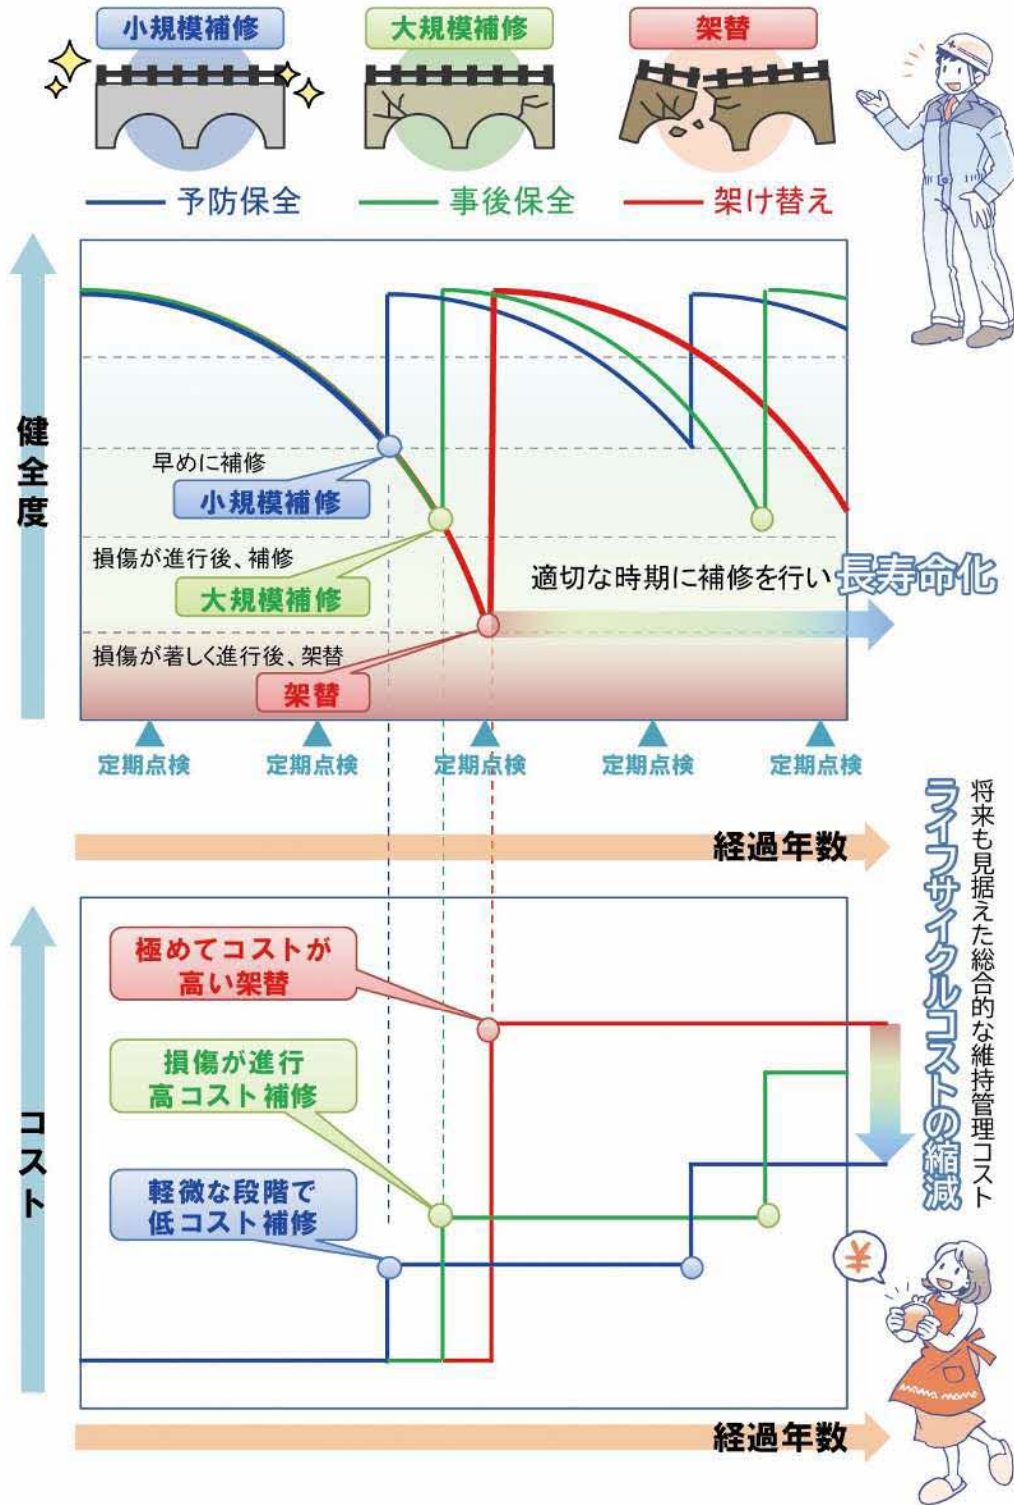 小規模補修
大規模補修
架替
予防保全
事後保全
架け替え
健全度
早めに補修
小規模補修
損傷が進行後、補修
大規模補修
適切な時期に補修を行い長寿命化
損傷が著しく進行後、架替
架替
定期点検
定期点検
定期点検
定期点検
定期点検
経過年数
将来も見据えた総合的な維持管理コスト
ライフサイクルコストの縮減
コスト
極めてコストが
高い架替
損傷が進行
高コスト補修
軽微な段階で
低コスト補修
¥
経過年数